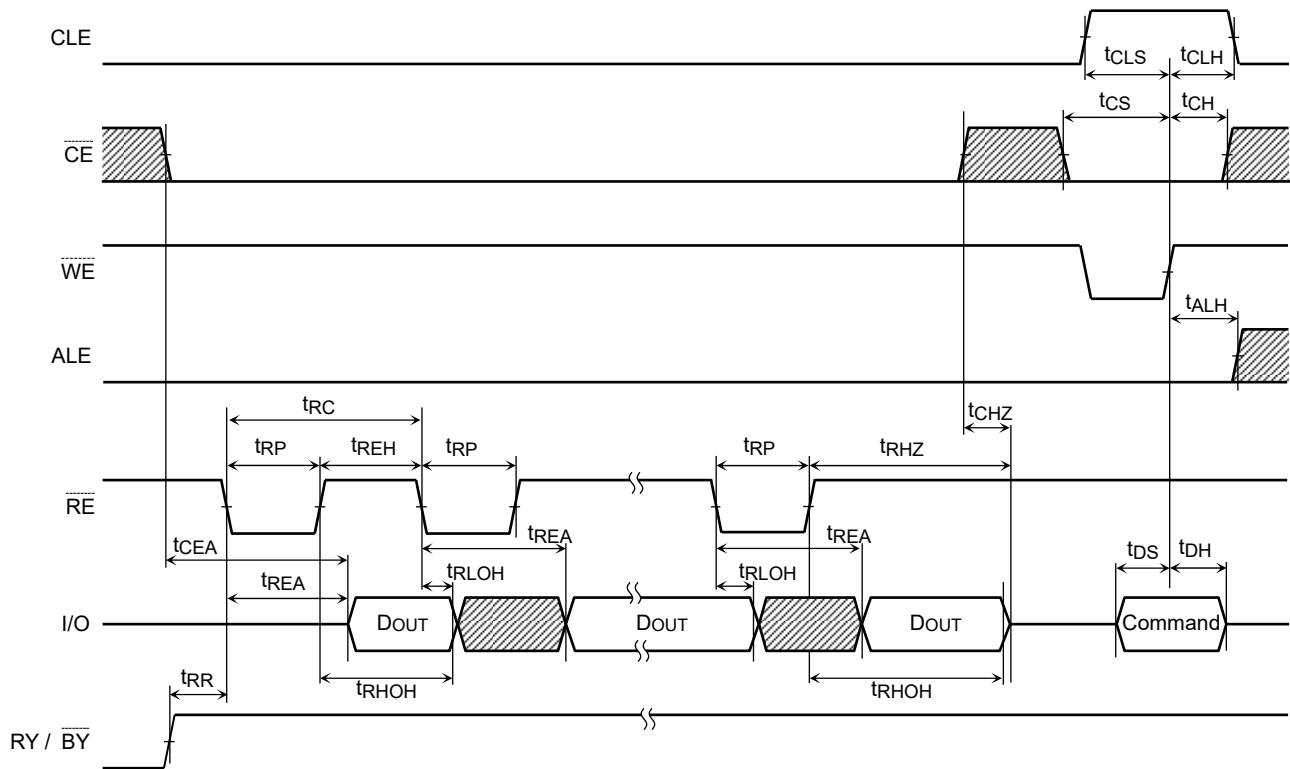 CLE
tCLS tCLH
tCS tCH
CE
WE
tALH
ALE
tRC
tCHZ
tRP tREH tRP tRP tRHZ
RE
tCEA tREA tREA
tREA tRLOH tRLOH tDS tDH
I/O DOUT DOUT DOUT Command
tRR tRHOH tRHOH
RY / BY